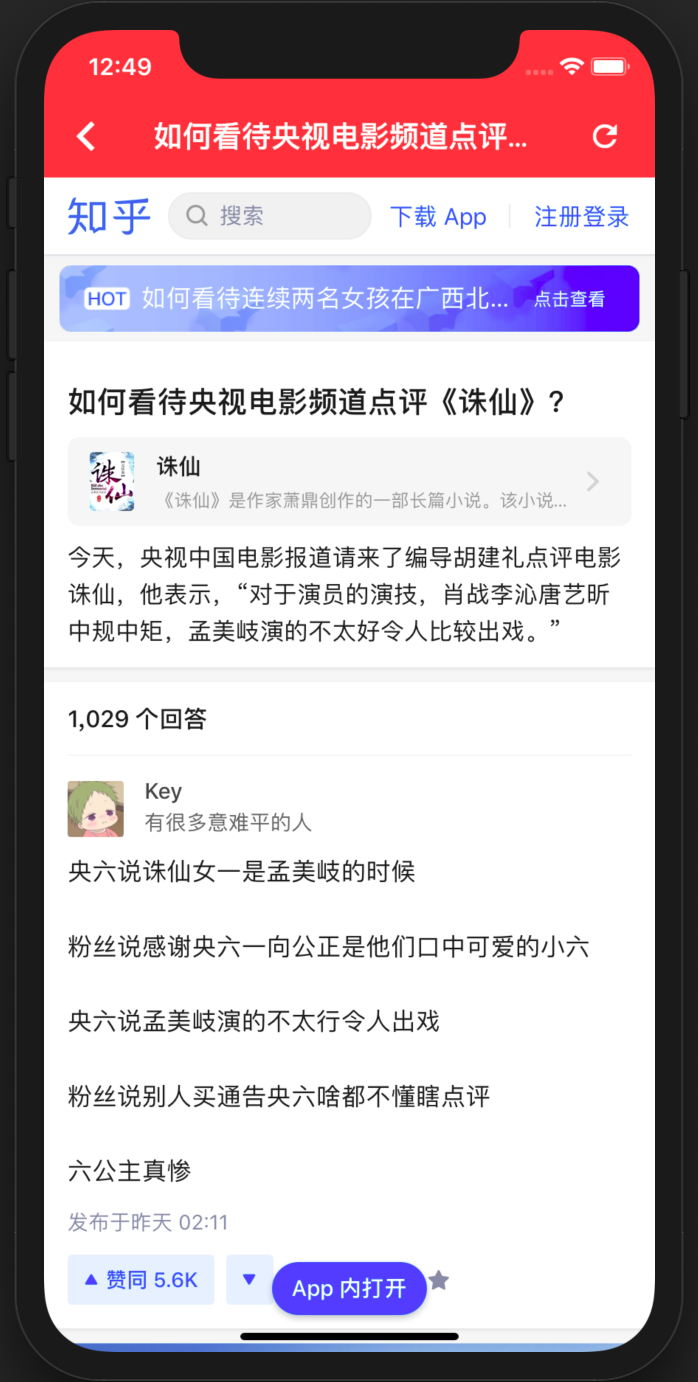 12:49
如何看待央视电影频道点评...
知乎 搜索 下载 App 注册登录
HOT 如何看待连续两名女孩在广西北... 点击查看
如何看待央视电影频道点评《诛仙》?
诛仙
诛仙
《诛仙》是作家萧鼎创作的一部长篇小说。该小说...
今天，央视中国电影报道请来了编导胡建礼点评电影
诛仙，他表示，“对于演员的演技，肖战李沁唐艺昕
中规中矩，孟美岐演的不太好令人比较出戏。”
1,029 个回答
Key
有很多意难平的人
央六说诛仙女一是孟美岐的时候
粉丝说感谢央六一向公正是他们口中可爱的小六
央六说孟美岐演的不太行令人出戏
粉丝说别人买通告央六啥都不懂瞎点评
六公主真惨
发布于昨天 02:11
赞同 5.6K
App 内打开